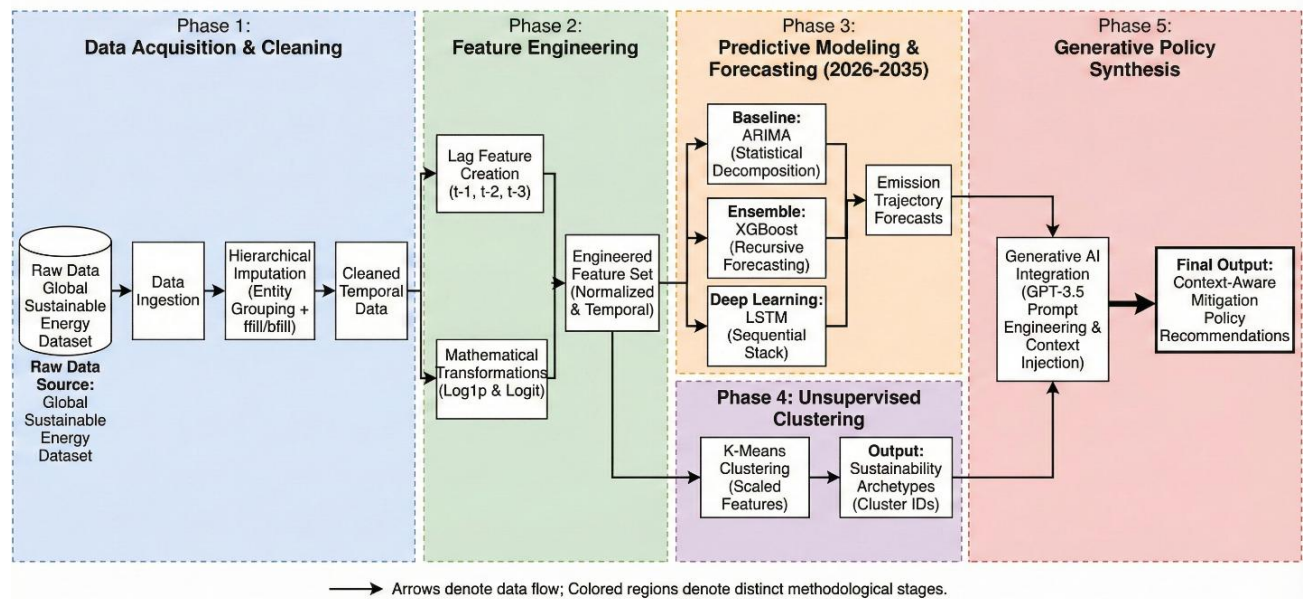 Phase 1:
Data Acquisition & Cleaning
Raw Data
Global
Sustainable
Energy
Dataset
Raw Data
Source:
Global
Sustainable
Energy
Dataset
Data
Ingestion
Hierarchical
Imputation
(Entity
Grouping +
ffill/bfill)
Cleaned
Temporal
Data
Phase 2:
Feature Engineering
Lag Feature
Creation
(t-1, t-2, t-3)
Mathematical
Transformations
(Log1p & Logit)
Engineered
Feature Set
(Normalized
& Temporal)
Phase 3:
Predictive Modeling &
Forecasting (2026-2035)
Baseline:
ARIMA
(Statistical
Decomposition)
Ensemble:
XGBoost
(Recursive
Forecasting)
Deep Learning:
LSTM
(Sequential
Stack)
Emission
Trajectory
Forecasts
Phase 4: Unsupervised
Clustering
K-Means
Clustering
(Scaled
Features)
Output:
Sustainability
Archetypes
(Cluster IDs)
Phase 5:
Generative Policy
Synthesis
Generative AI
Integration
(GPT-3.5
Prompt
Engineering &
Context
Injection)
Final Output:
Context-Aware
Mitigation
Policy
Recommendations
Arrows denote data flow; Colored regions denote distinct methodological stages.